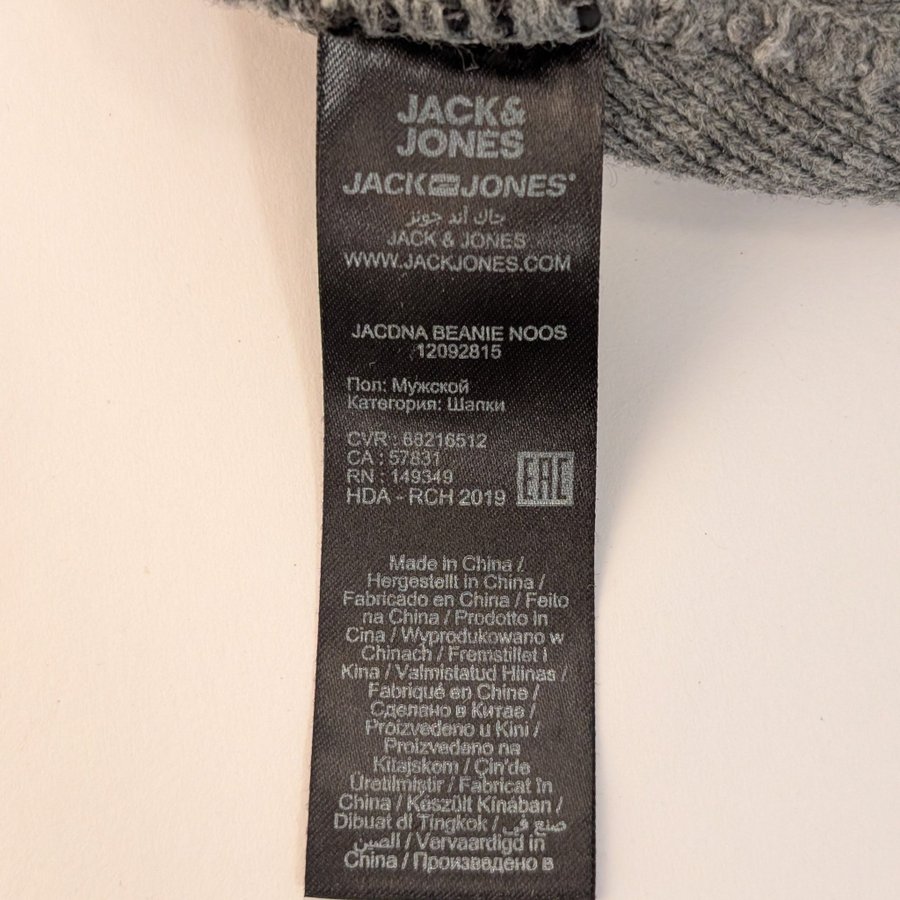 JACK&
JONES
JACK JONES®
جاك أند جونز
JACK & JONES
WWW.JACKJONES.COM
JACDNA BEANIE NOOS
12092815
Пол: Мужской
Категория: Шапки
CVR : 88216512
CA : 57831
RN : 149349
HDA - RCH 2019
EAC
Made in China /
Hergestellt in China /
Fabricado en China / Feito
na China / Prodotto in
Cina / Wyprodukowano w
Chinach / Fremstillet i
Kina / Valmistatud Hiinas /
Fabriqué en Chine /
Сделано в Китае /
Proizvedeno u Kini /
Proizvedeno na
Kitajskem / Çin'de
Üretilmiştir / Fabricat în
China / Készült Kínában /
Dibuat di Tingkok / صنع في
الصين / Vervaardigd in
China / Произведено в